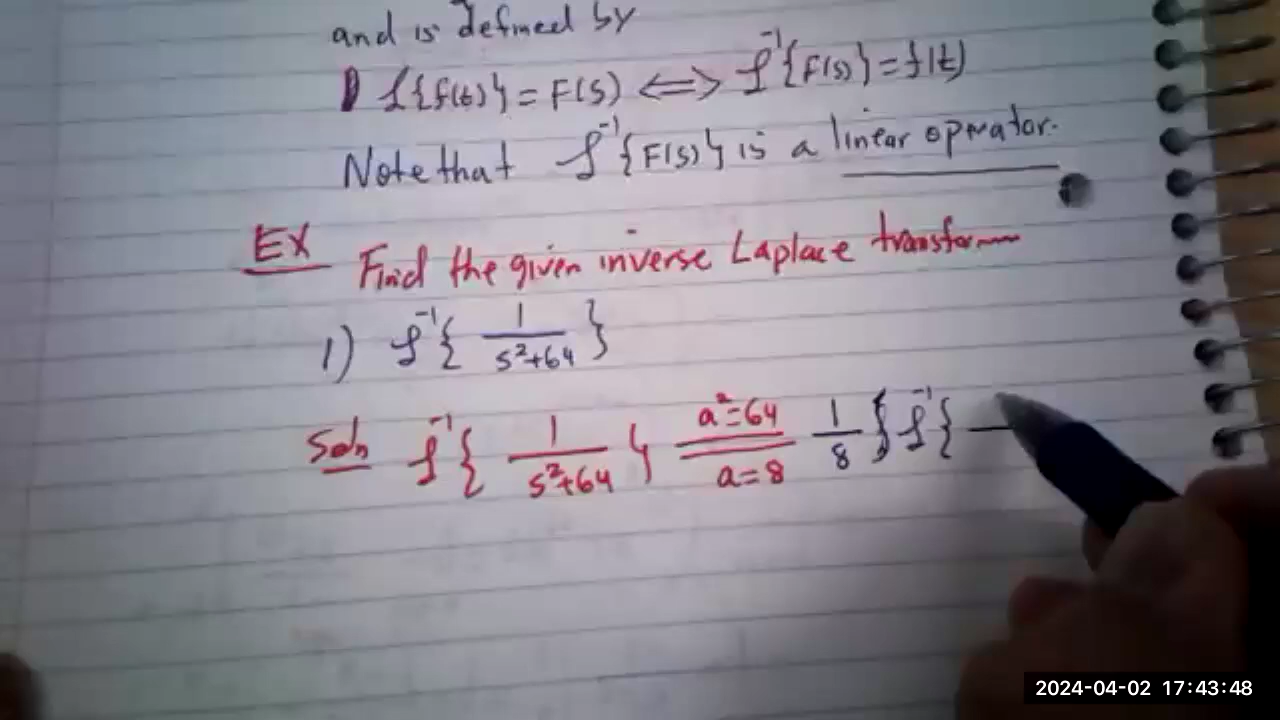 and is defined by
1) ℒ{f(t)} = F(s) ⟺ ℒ⁻¹{F(s)} = f(t)
Note that ℒ⁻¹{F(s)} is a linear operator.
EX Find the given inverse Laplace transform
1) ℒ⁻¹{ 1/(s²+64) }
Soln ℒ⁻¹{ 1/(s²+64) } a²=64 a=8 1/8 } ℒ⁻¹{ —
2024-04-02 17:43:48